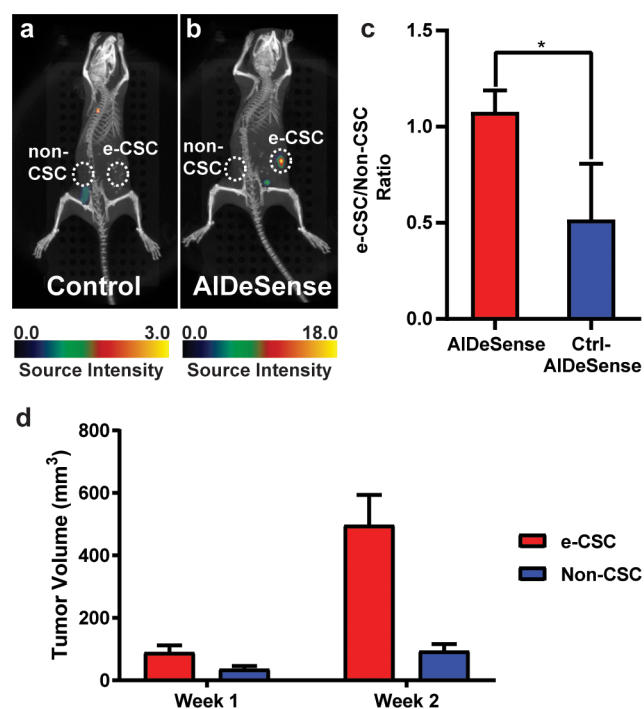 a
b
non-
CSC
e-CSC
Control
non-
CSC
e-CSC
AlDeSense
0.0 3.0
Source Intensity
0.0 18.0
Source Intensity
c
e-CSC/Non-CSC
Ratio
1.5
1.0
0.5
0.0
*
AlDeSense
Ctrl-
AlDeSense
d
Tumor Volume (mm³)
800
600
400
200
0
Week 1
Week 2
e-CSC
Non-CSC